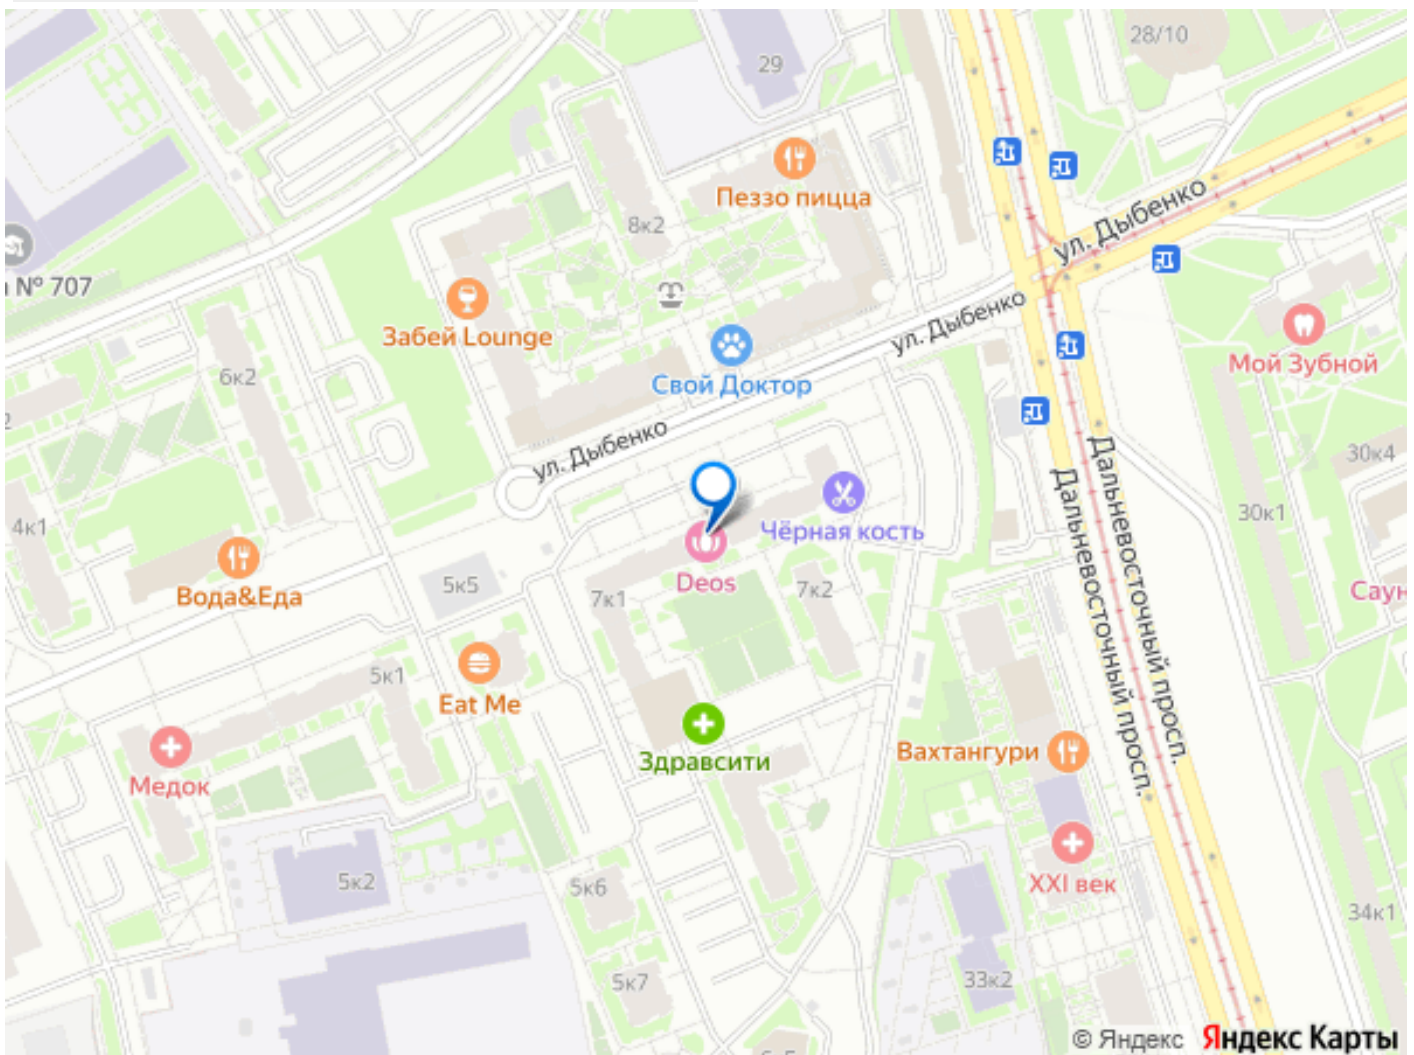 28/10
29
Пеззо пицца
ул. Дыбенко
8к2
№ 707
Забей Lounge
ул. Дыбенко
Мой Зубной
6к2
Свой Доктор
ул. Дыбенко
30к4
4к1
Чёрная кость
30к1
Дальневосточный просп.
Дальневосточный просп.
Вода&Еда
5к5
Deos
7к1
7к2
Саун
5к1
Eat Me
Медок
Здравсити
Вахтангури
5к2
5к6
XXI век
34к1
5к7
33к2
© Яндекс Яндекс Карты